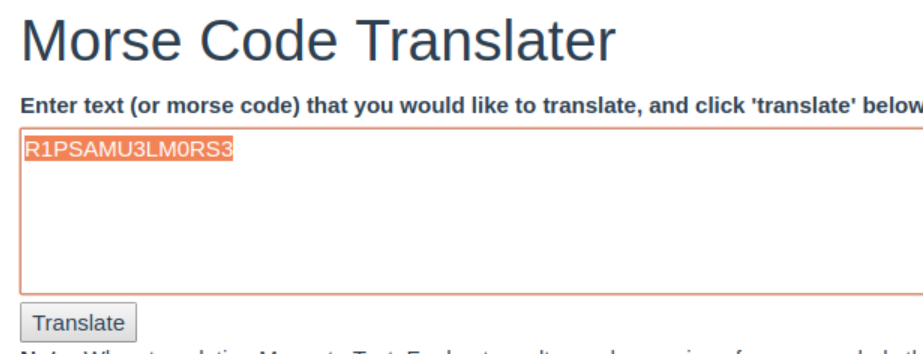 Morse Code Translater
Enter text (or morse code) that you would like to translate, and click 'translate' below
R1PSAMU3LM0RS3
Translate